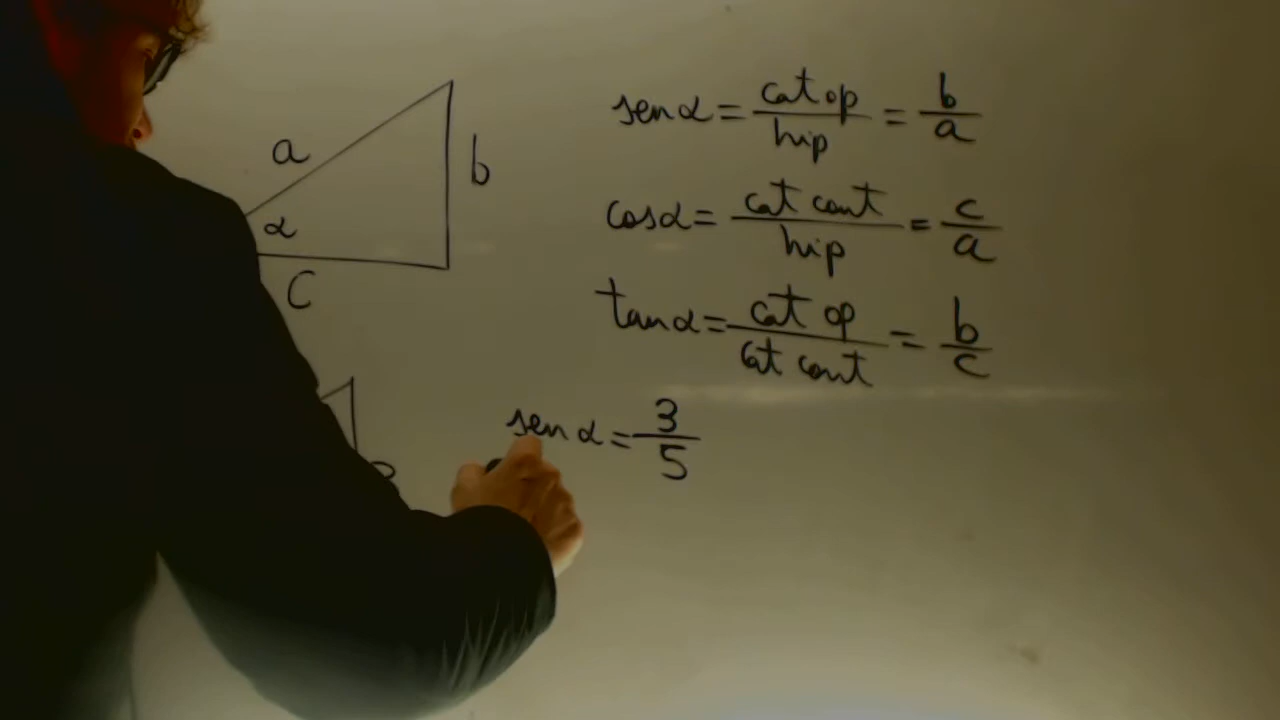 a
b
α
c
sen α = cat op / hip = b / a
cos α = cat cont / hip = c / a
tan α = cat op / cat cont = b / c
sen α = 3 / 5